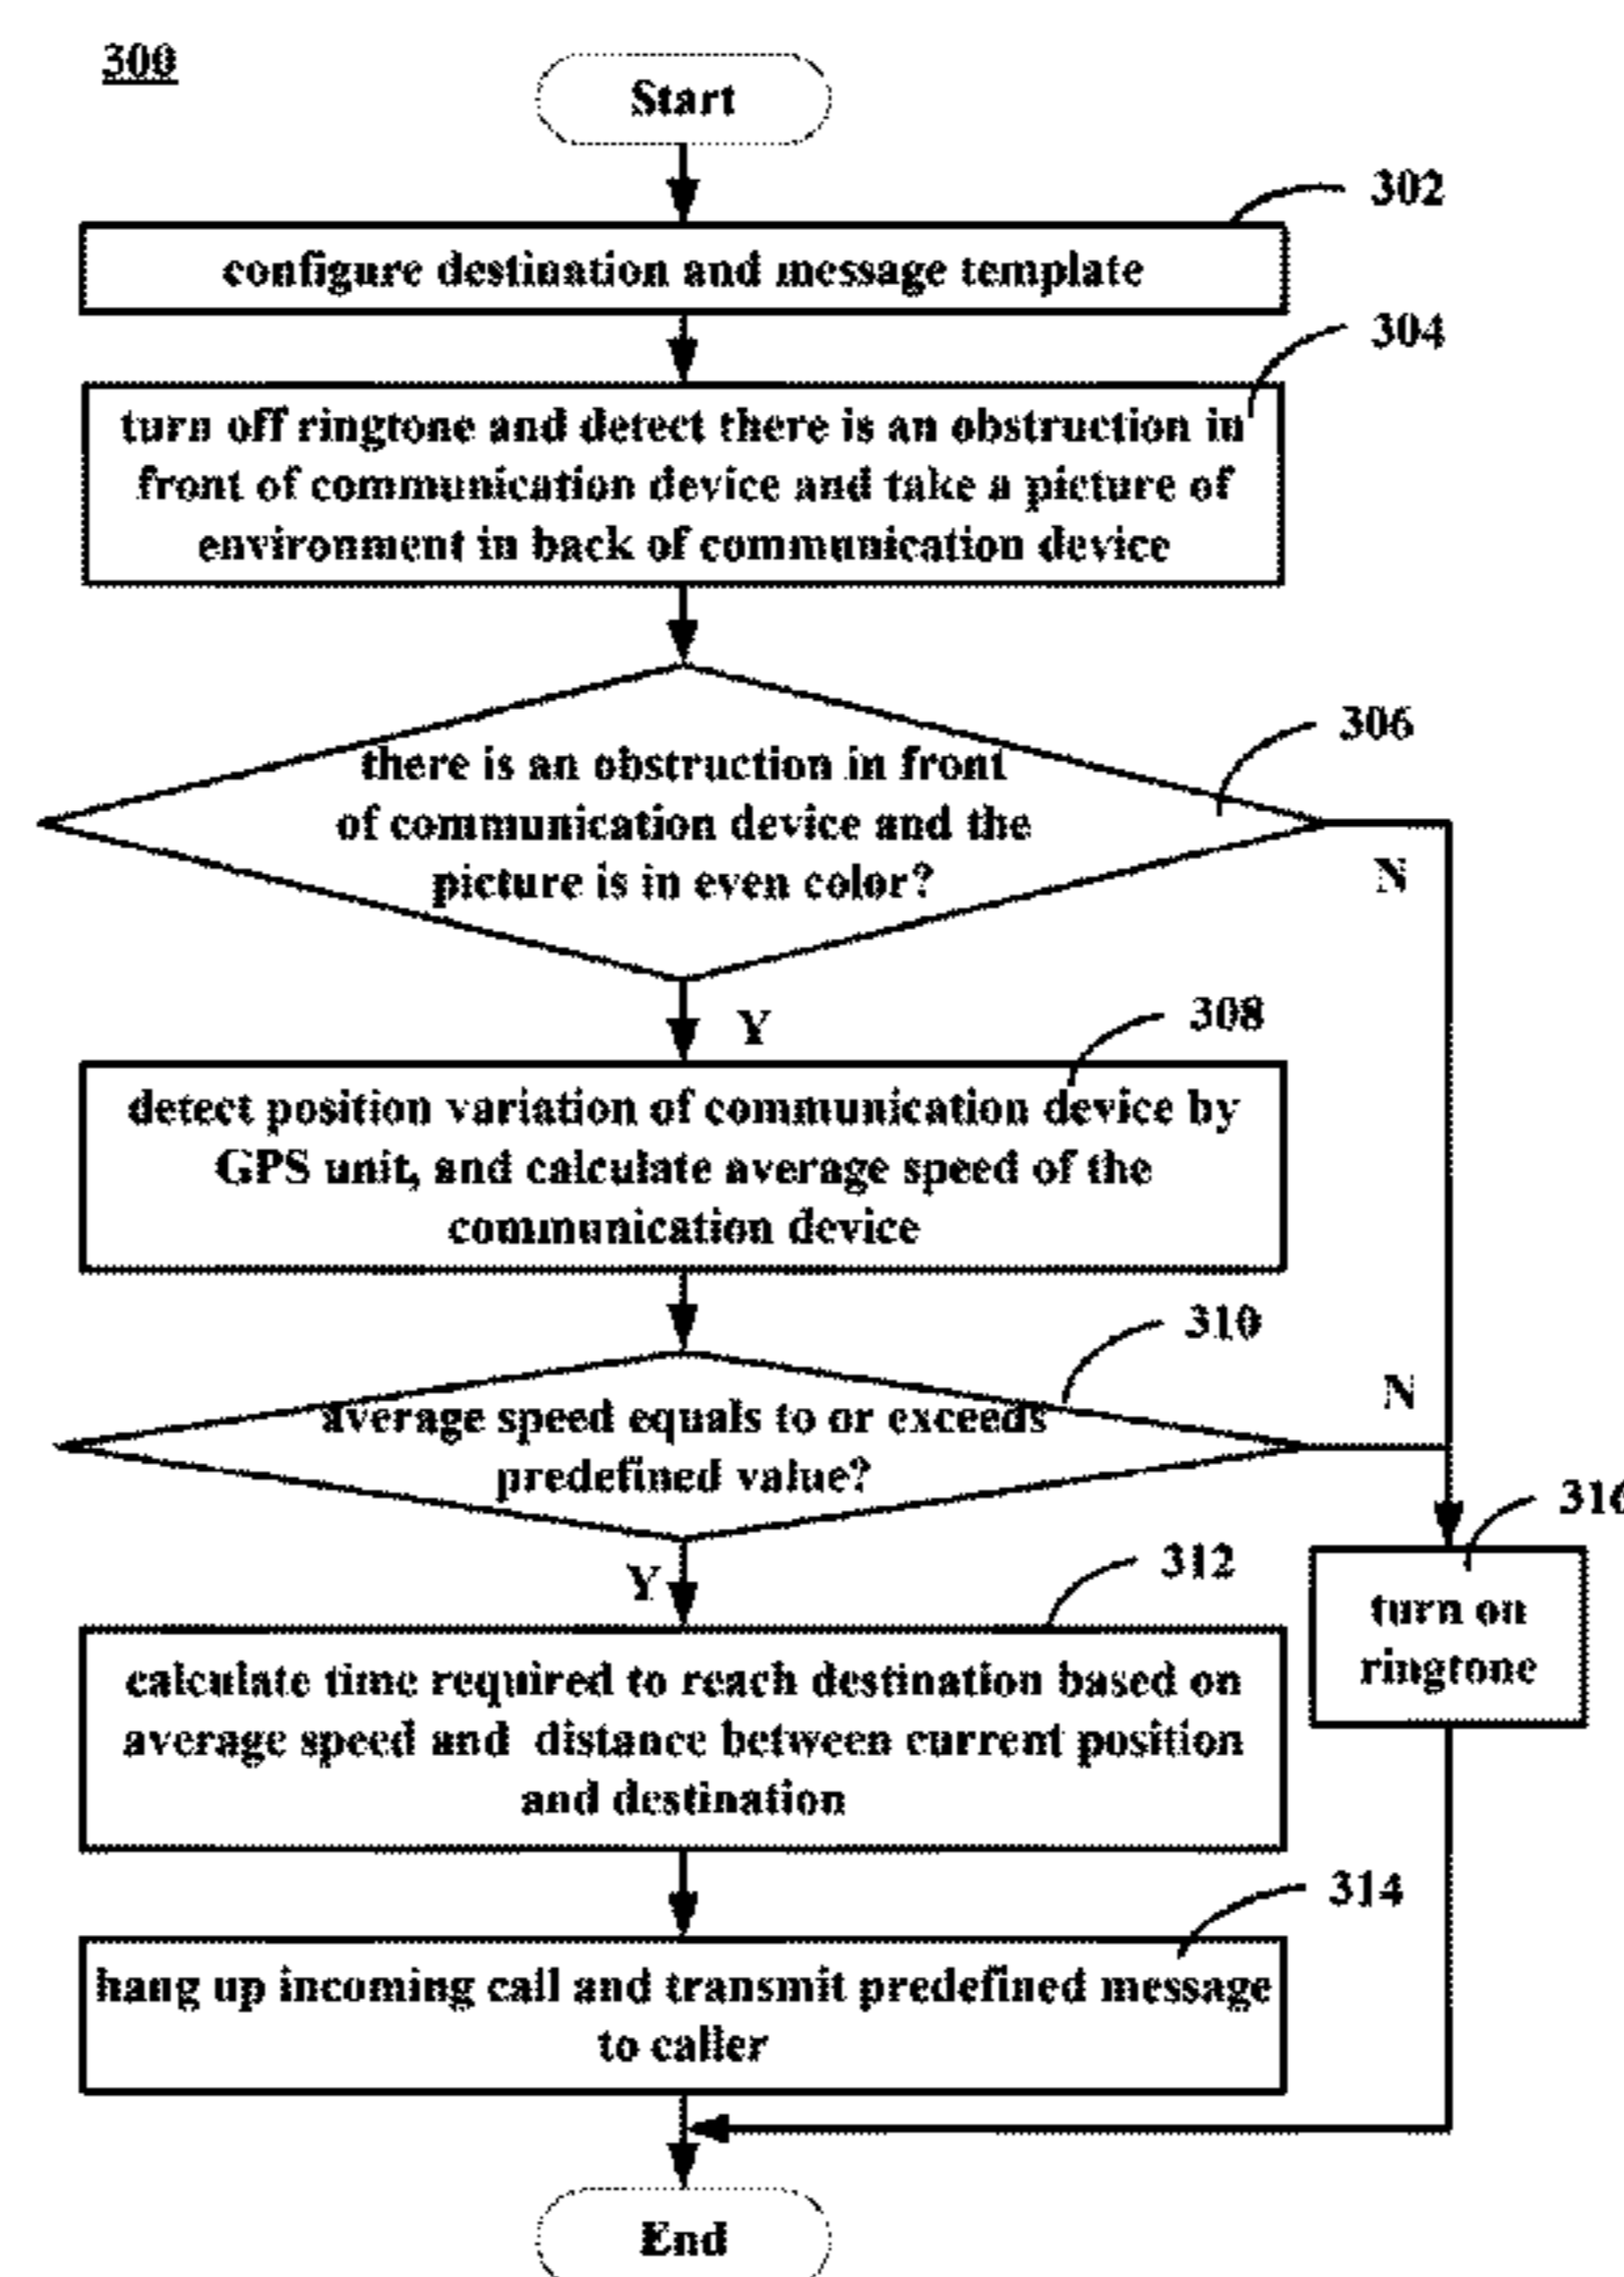 300
Start
302
configure destination and message template
304
turn off ringtone and detect there is an obstruction in
front of communication device and take a picture of
environment in back of communication device
306
there is an obstruction in front
of communication device and the
picture is in even color?
N
Y
308
detect position variation of communication device by
GPS unit, and calculate average speed of the
communication device
310
average speed equals to or exceeds
predefined value?
N
Y
312
316
turn on
ringtone
calculate time required to reach destination based on
average speed and distance between current position
and destination
314
hang up incoming call and transmit predefined message
to caller
End